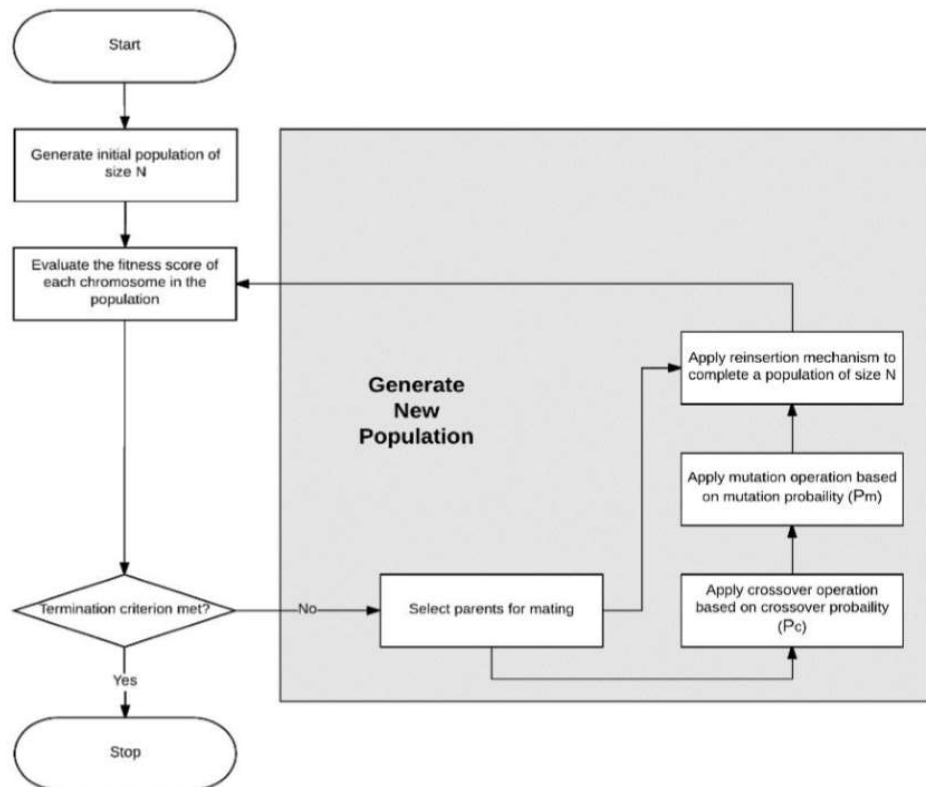 Start
Generate initial population of
size N
Evaluate the fitness score of
each chromosome in the
population
Generate
New
Population
Apply reinsertion mechanism to
complete a population of size N
Apply mutation operation based
on mutation probaility (Pm)
Apply crossover operation
based on crossover probaility
(Pc)
Termination criterion met?
No
Select parents for mating
Yes
Stop